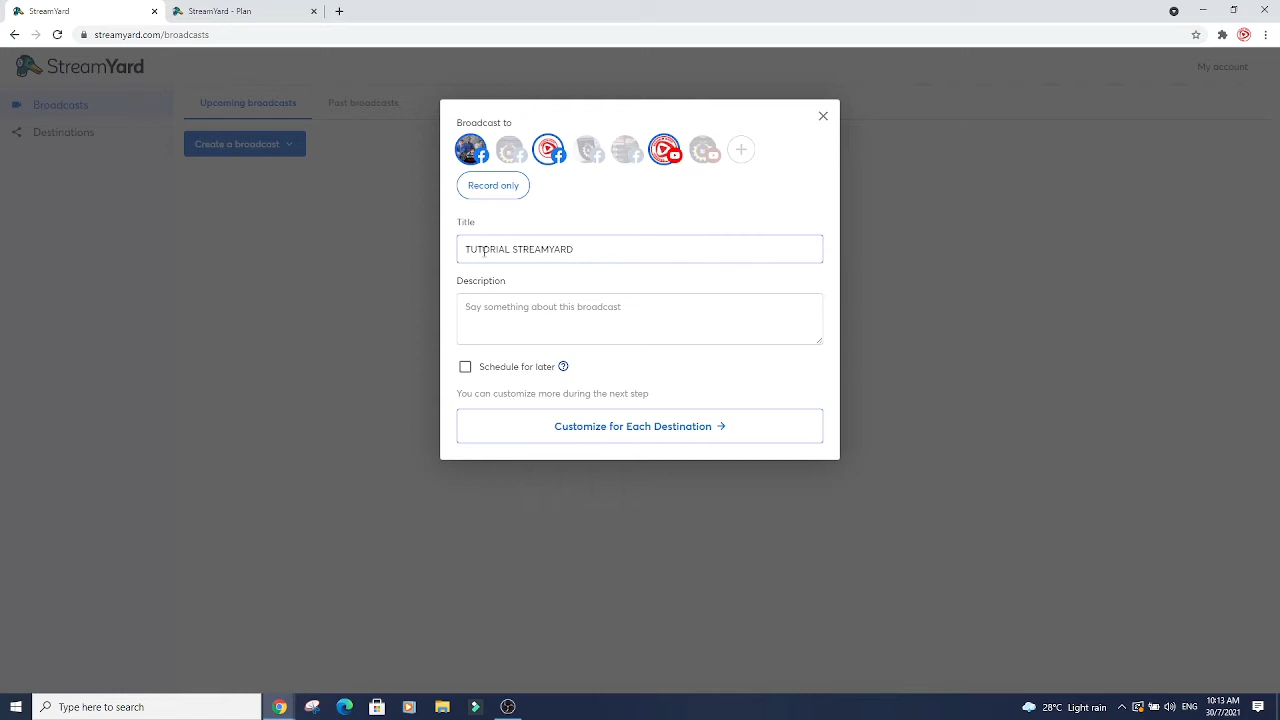 StreamYard
StreamYard - Plan
streamyard.com/broadcasts
StreamYard
My account
Broadcasts
Destinations
Upcoming broadcasts
Past broadcasts
Create a broadcast
Broadcast to
Record only
Title
TUTORIAL STREAMYARD
Description
Say something about this broadcast
Schedule for later
You can customize more during the next step
Customize for Each Destination →
Type here to search
28°C Light rain
10:13 AM
30/7/2021